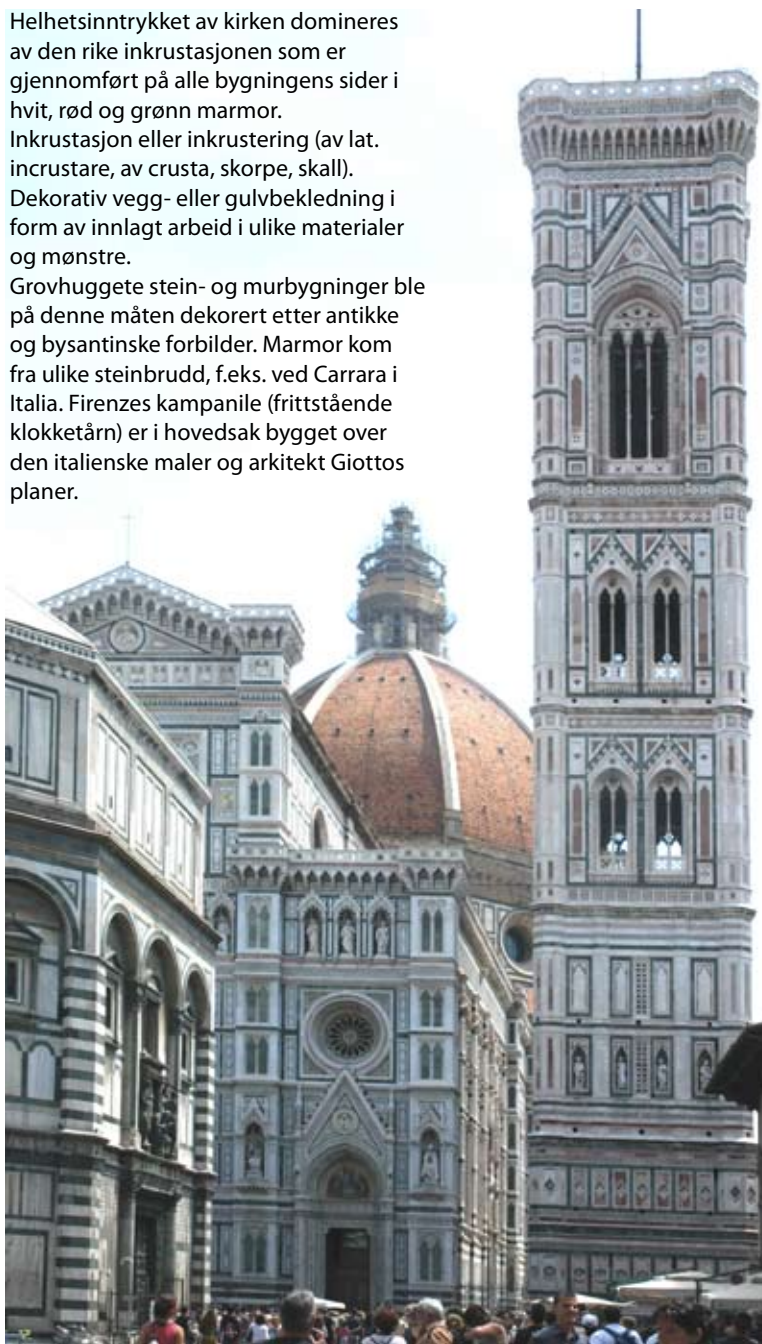 Helhetsinntrykket av kirken domineres
av den rike inkrustasjonen som er
gjennomført på alle bygningens sider i
hvit, rød og grønn marmor.
Inkrustasjon eller inkrustering (av lat.
incrustare, av crusta, skorpe, skall).
Dekorativ vegg- eller gulvbekledning i
form av innlagt arbeid i ulike materialer
og mønstre.
Grovhuggete stein- og murbygninger ble
på denne måten dekorert etter antikke
og bysantinske forbilder. Marmor kom
fra ulike steinbrudd, f.eks. ved Carrara i
Italia. Firenzes kampanile (frittstående
klokketårn) er i hovedsak bygget over
den italienske maler og arkitekt Giottos
planer.